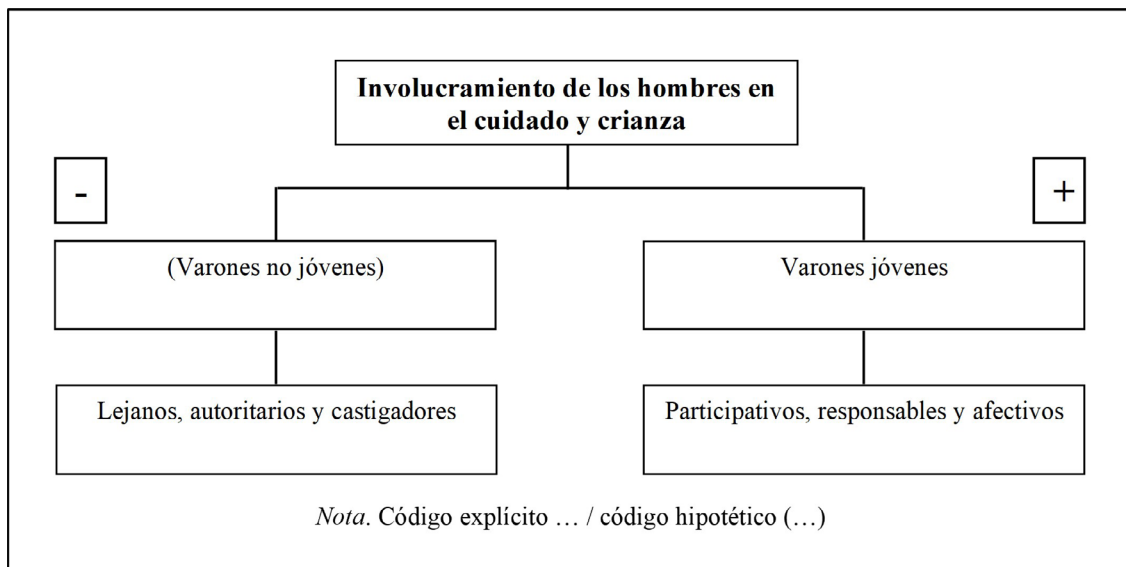 Involucramiento de los hombres en
el cuidado y crianza
-
+
(Varones no jóvenes)
Varones jóvenes
Lejanos, autoritarios y castigadores
Participativos, responsables y afectivos
Nota. Código explícito … / código hipotético (…)